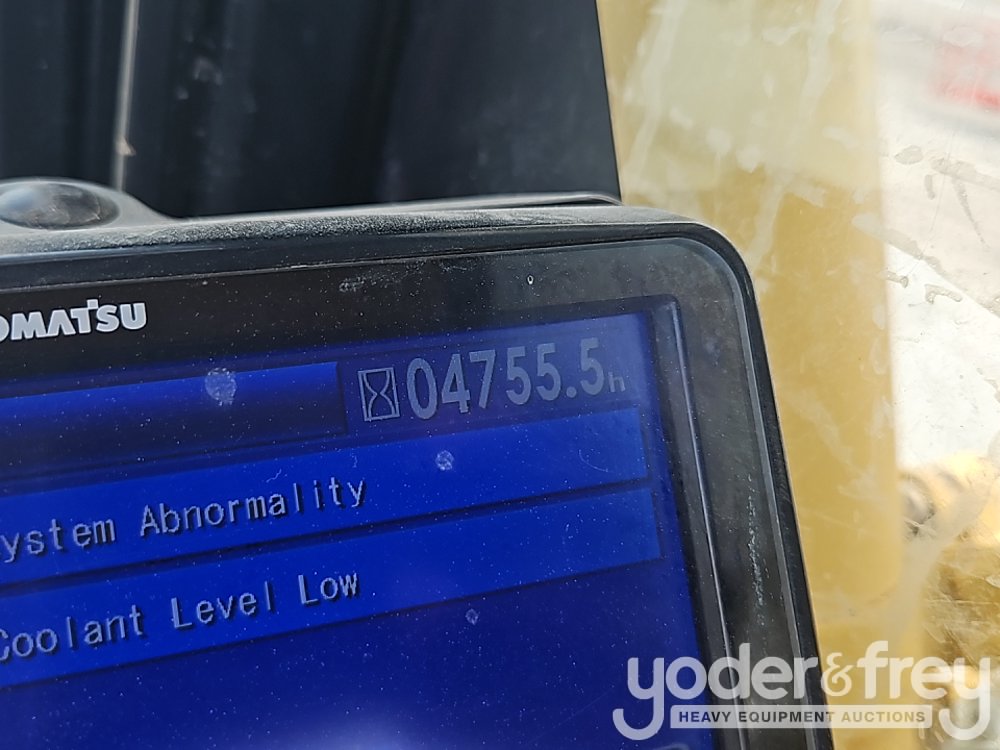 OMATSU
04755.5h
ystem Abnormality
Coolant Level Low
yoder&frey
HEAVY EQUIPMENT AUCTIONS